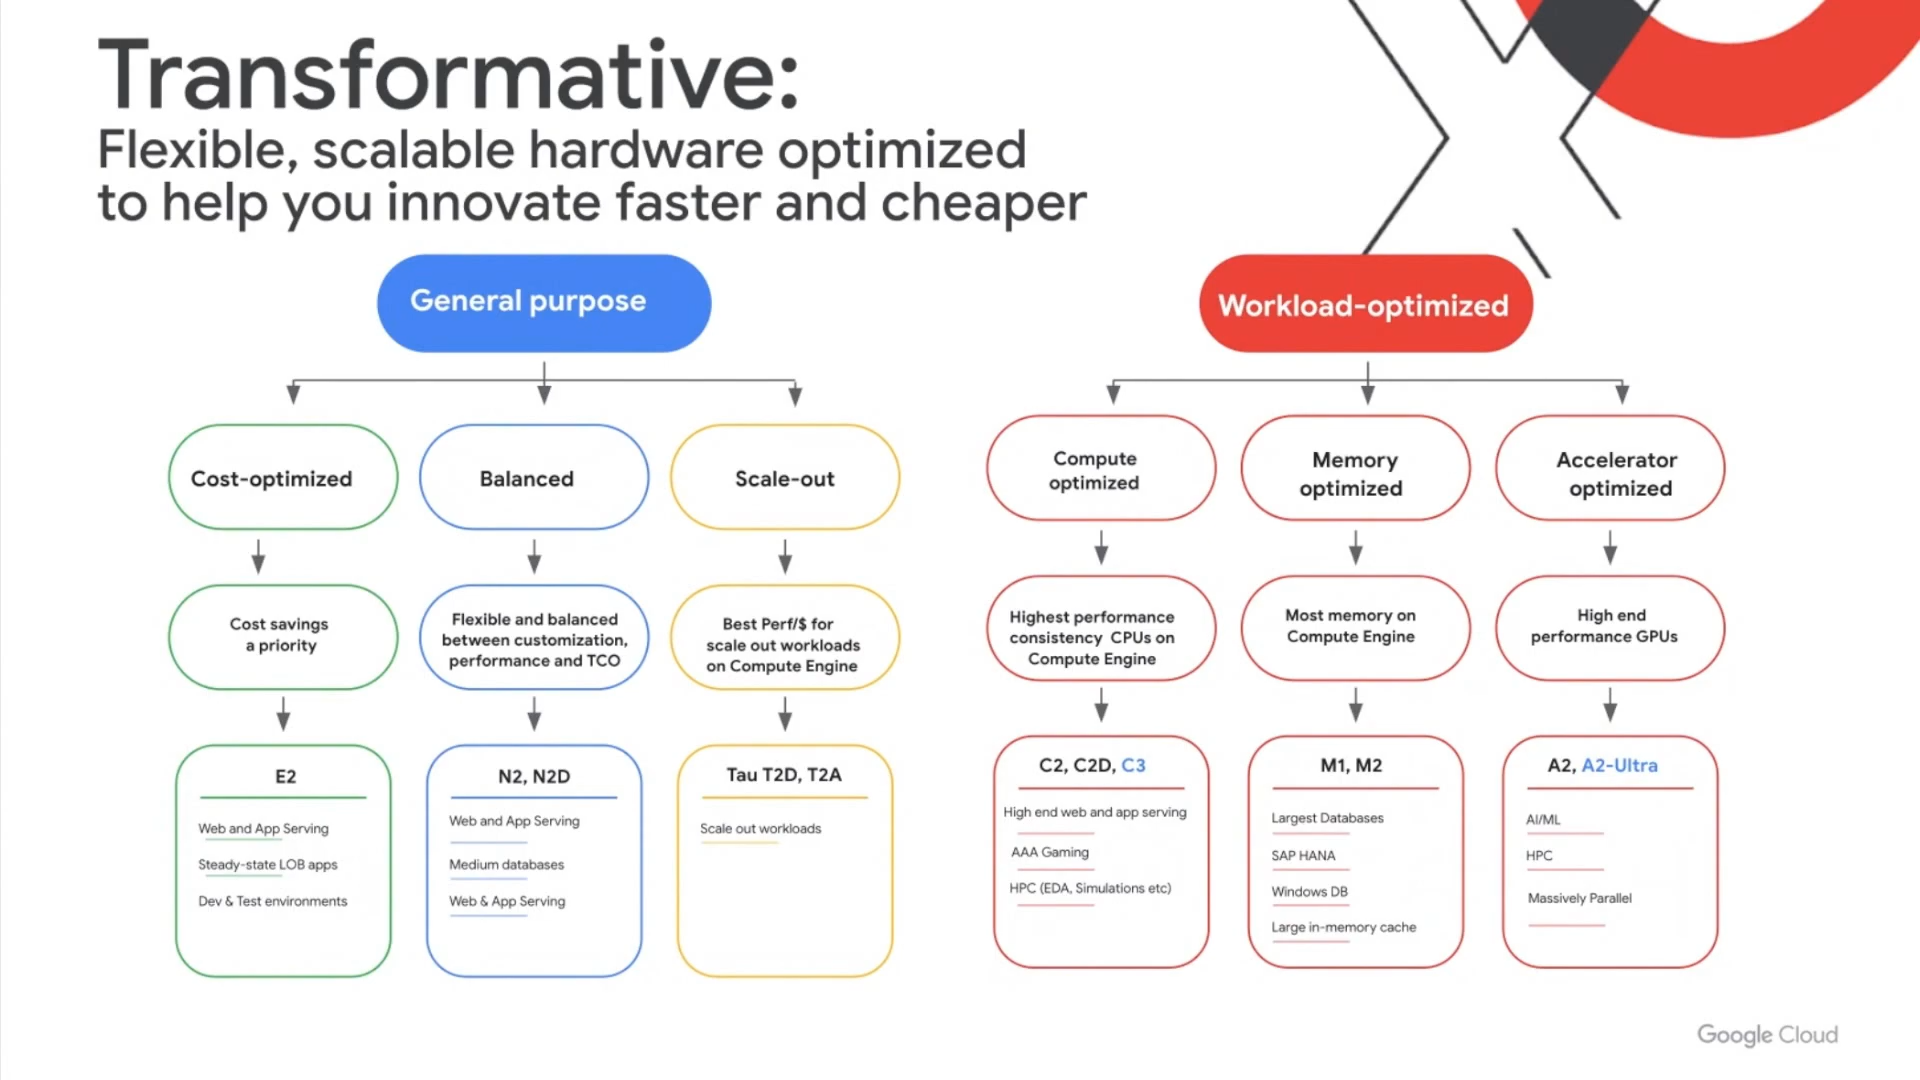 Transformative:
Flexible, scalable hardware optimized
to help you innovate faster and cheaper
General purpose
Cost-optimized
Balanced
Scale-out
Cost savings
a priority
Flexible and balanced
between customization,
performance and TCO
Best Perf/$ for
scale out workloads
on Compute Engine
E2
Web and App Serving
Steady-state LOB apps
Dev & Test environments
N2, N2D
Web and App Serving
Medium databases
Web & App Serving
Tau T2D, T2A
Scale out workloads
Workload-optimized
Compute
optimized
Memory
optimized
Accelerator
optimized
Highest performance
consistency CPUs on
Compute Engine
Most memory on
Compute Engine
High end
performance GPUs
C2, C2D, C3
High end web and app serving
AAA Gaming
HPC (EDA, Simulations etc)
M1, M2
Largest Databases
SAP HANA
Windows DB
Large in-memory cache
A2, A2-Ultra
AI/ML
HPC
Massively Parallel
Google Cloud